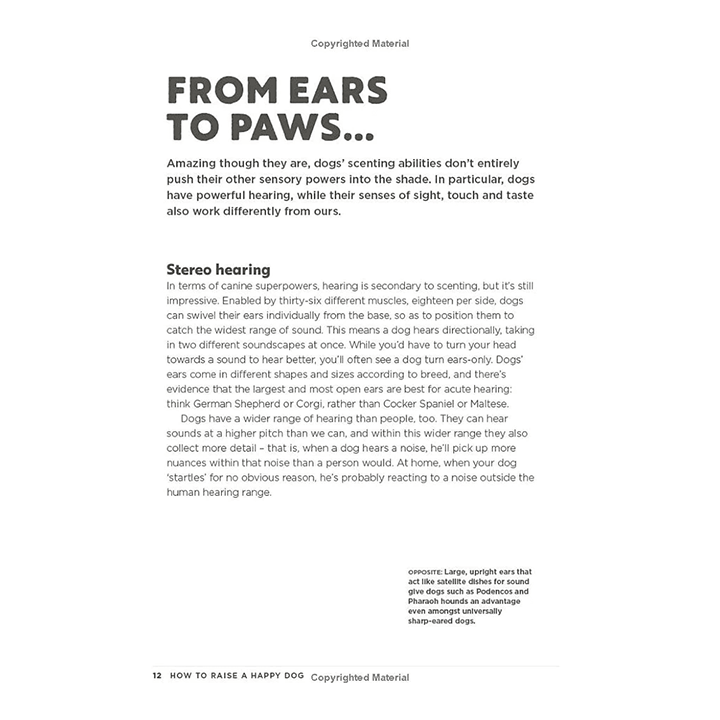 Copyrighted Material
FROM EARS
TO PAWS...
Amazing though they are, dogs' scenting abilities don't entirely
push their other sensory powers into the shade. In particular, dogs
have powerful hearing, while their senses of sight, touch and taste
also work differently from ours.
Stereo hearing
In terms of canine superpowers, hearing is secondary to scenting, but it's still
impressive. Enabled by thirty-six different muscles, eighteen per side, dogs
can swivel their ears individually from the base, so as to position them to
catch the widest range of sound. This means a dog hears directionally, taking
in two different soundscapes at once. While you'd have to turn your head
towards a sound to hear better, you'll often see a dog turn ears-only. Dogs'
ears come in different shapes and sizes according to breed, and there's
evidence that the largest and most open ears are best for acute hearing:
think German Shepherd or Corgi, rather than Cocker Spaniel or Maltese.
Dogs have a wider range of hearing than people, too. They can hear
sounds at a higher pitch than we can, and within this wider range they also
collect more detail – that is, when a dog hears a noise, he'll pick up more
nuances within that noise than a person would. At home, when your dog
'startles' for no obvious reason, he's probably reacting to a noise outside the
human hearing range.
OPPOSITE: Large, upright ears that
act like satellite dishes for sound
give dogs such as Podencos and
Pharaoh hounds an advantage
even amongst universally
sharp-eared dogs.
12 HOW TO RAISE A HAPPY DOG
Copyrighted Material